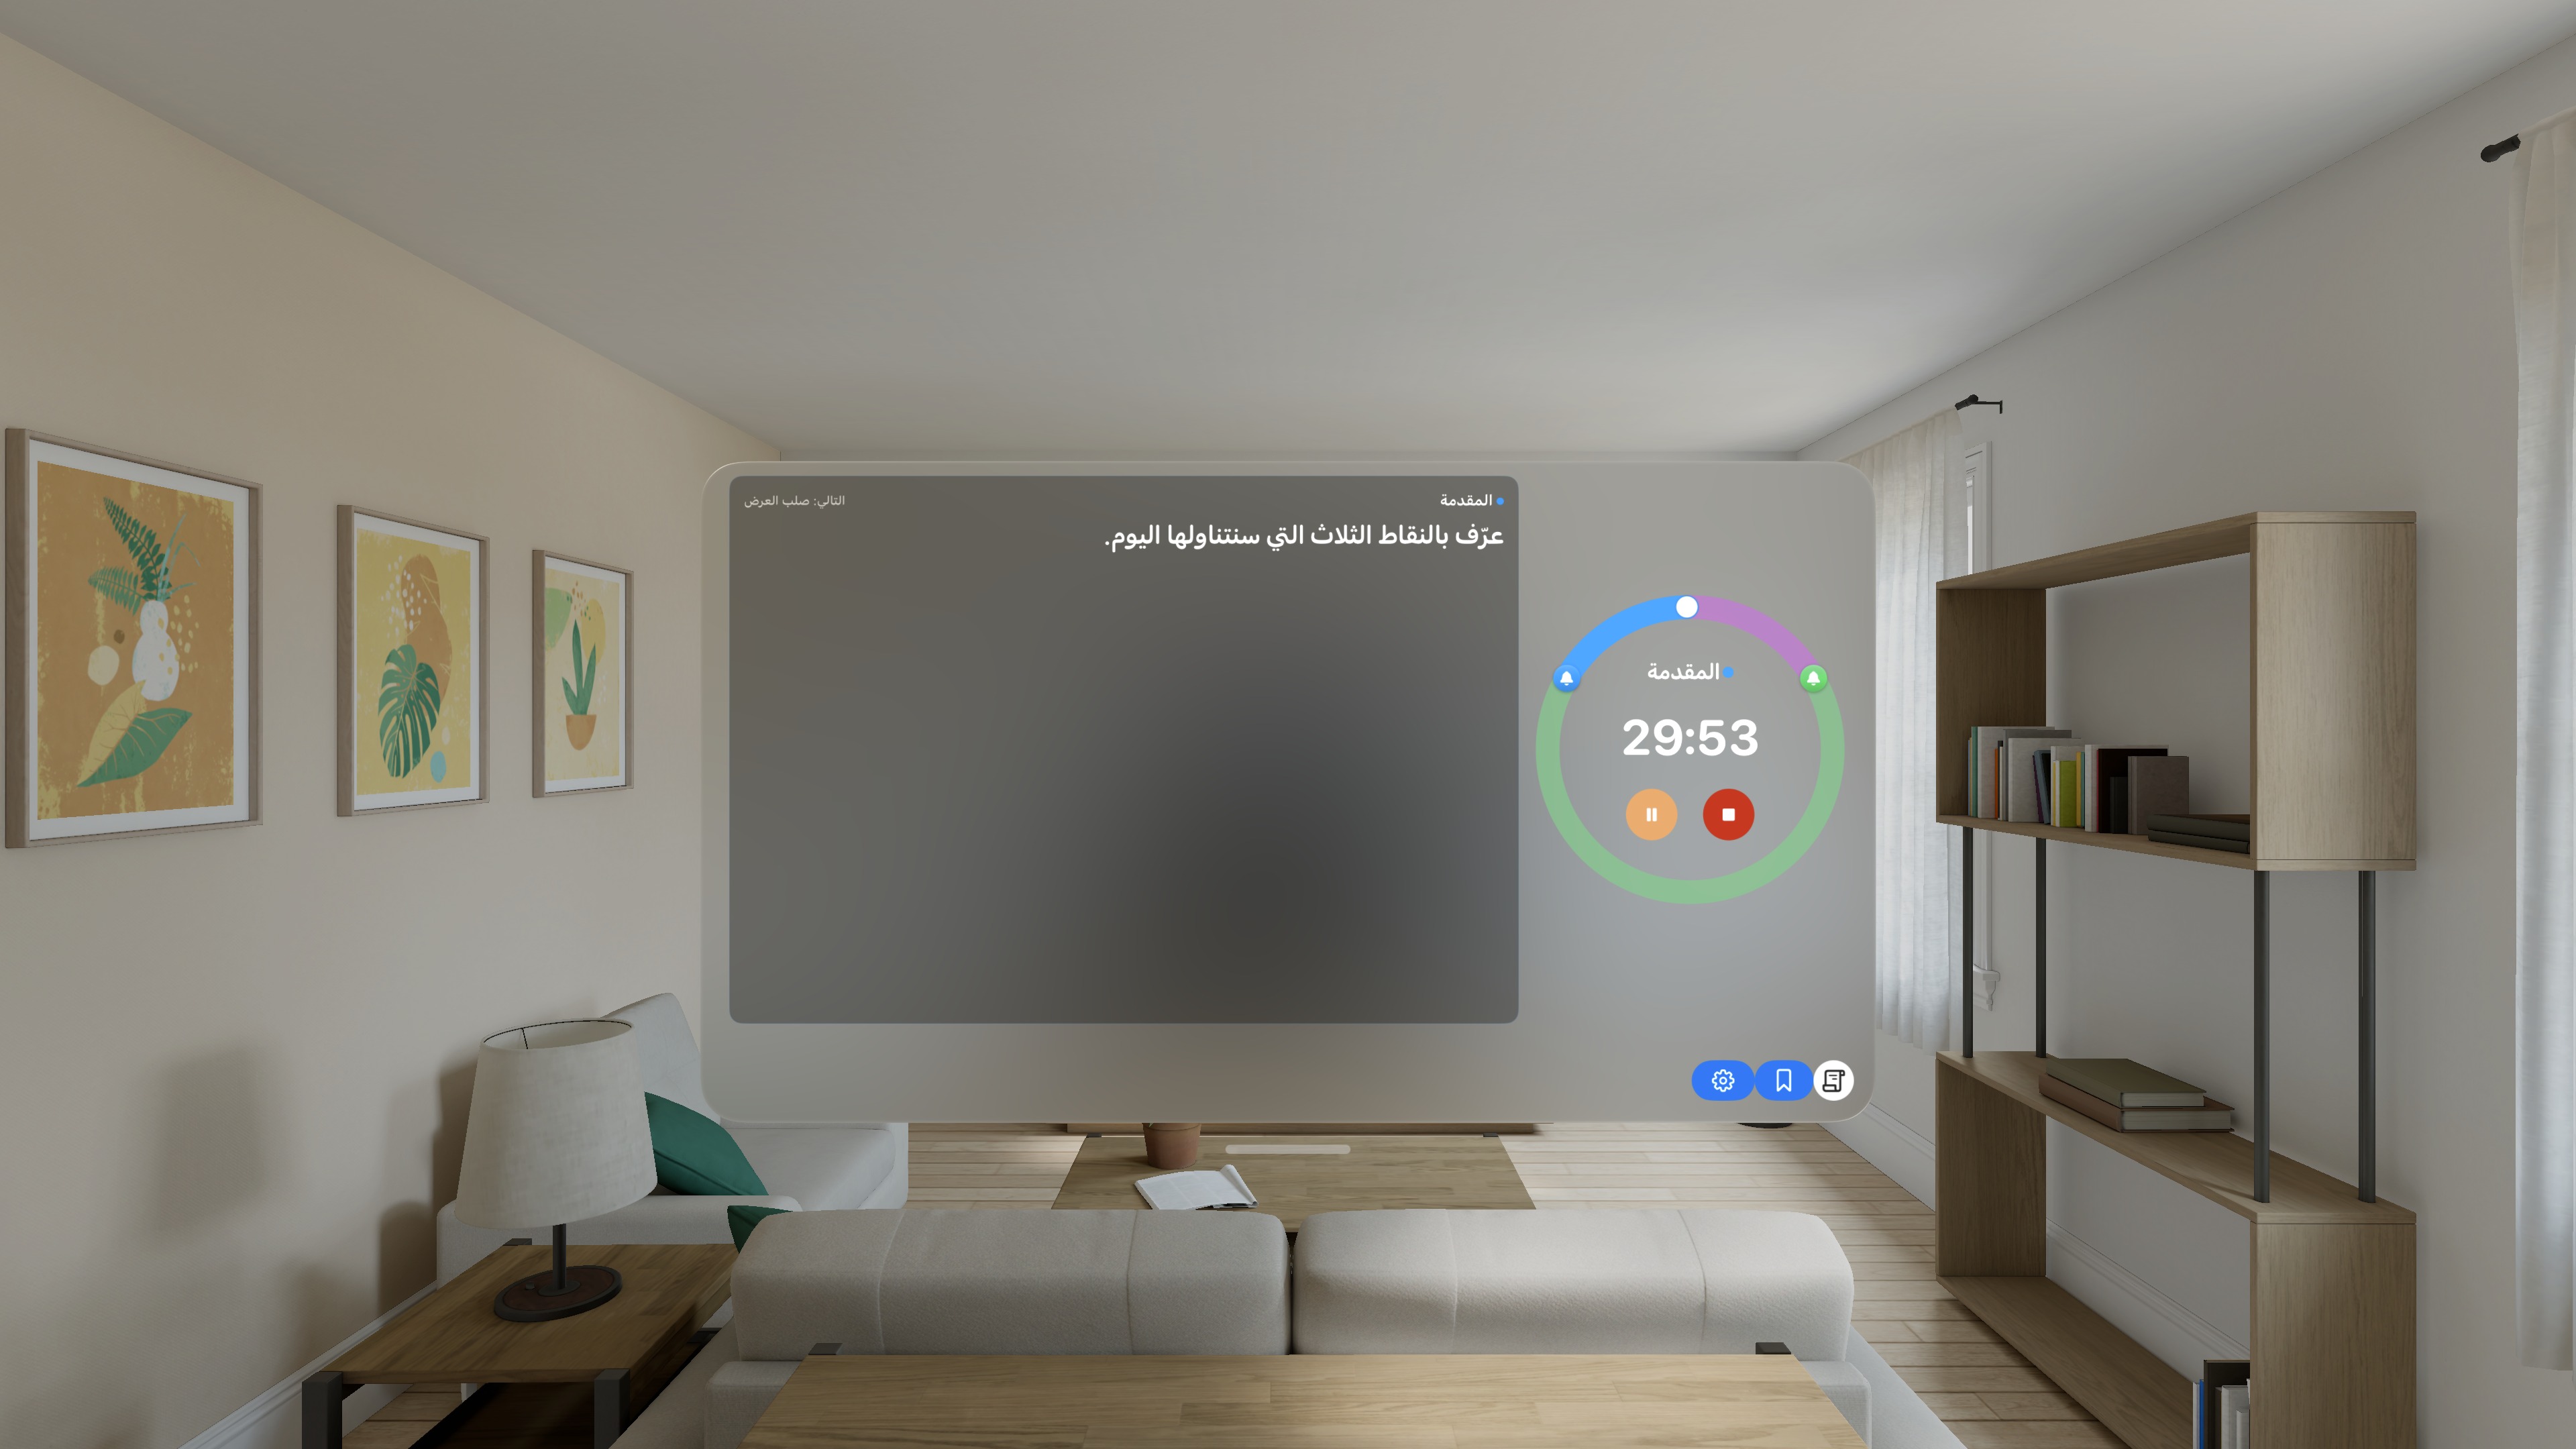 المقدمة
التالي: صلب العرض
عرّف بالنقاط الثلاث التي سنتناولها اليوم.
المقدمة
29:53